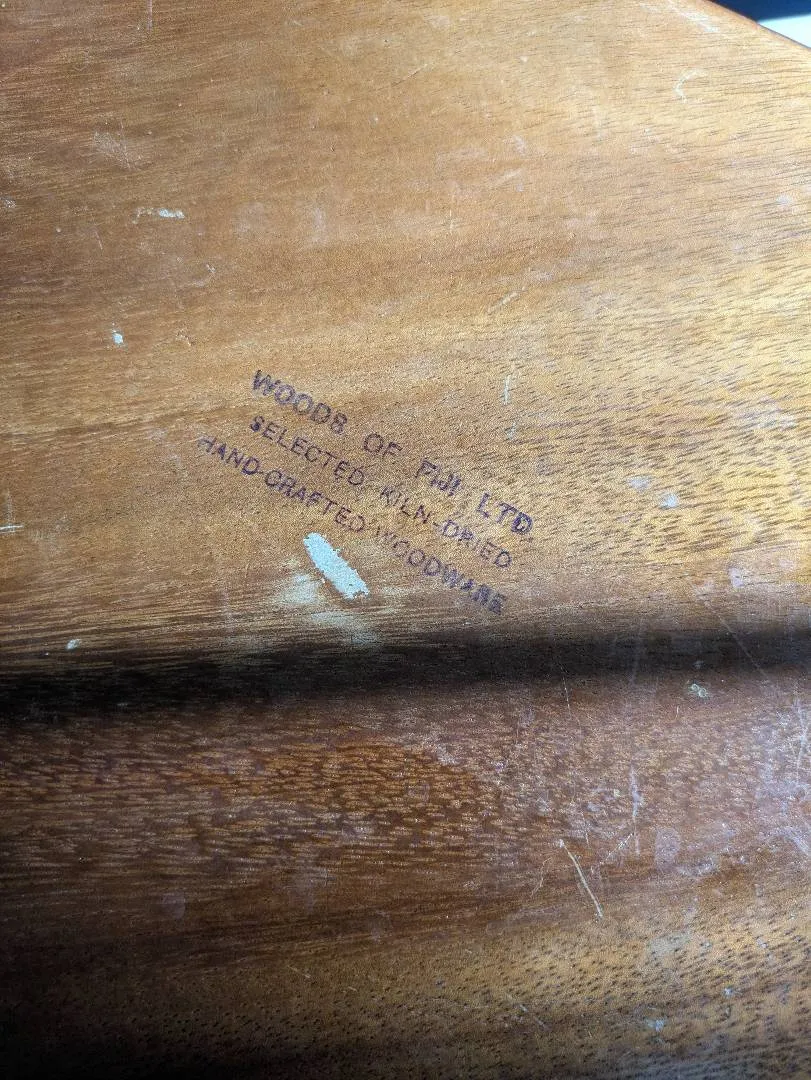 WOODS OF FIJI LTD.
SELECTED KILN-DRIED
HAND-CRAFTED WOODWARE